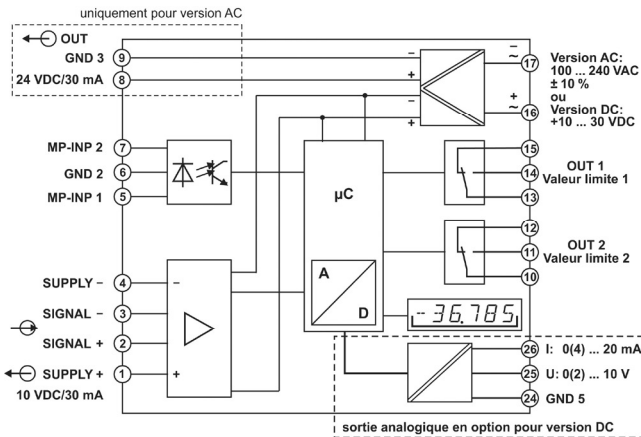 uniquement pour version AC
OUT
GND 3
9
24 VDC/30 mA
8
–
+
–
+
–
~
17
+
~
16
Version AC:
100 ... 240 VAC
± 10 %
ou
Version DC:
+10 ... 30 VDC
MP-INP 2
7
GND 2
6
MP-INP 1
5
µC
A
D
15
14
13
OUT 1
Valeur limite 1
12
11
10
OUT 2
Valeur limite 2
SUPPLY –
4
–
SIGNAL –
3
SIGNAL +
2
SUPPLY +
1
+
10 VDC/30 mA
-36.785
26
I: 0(4) ... 20 mA
25
U: 0(2) ... 10 V
24
GND 5
sortie analogique en option pour version DC